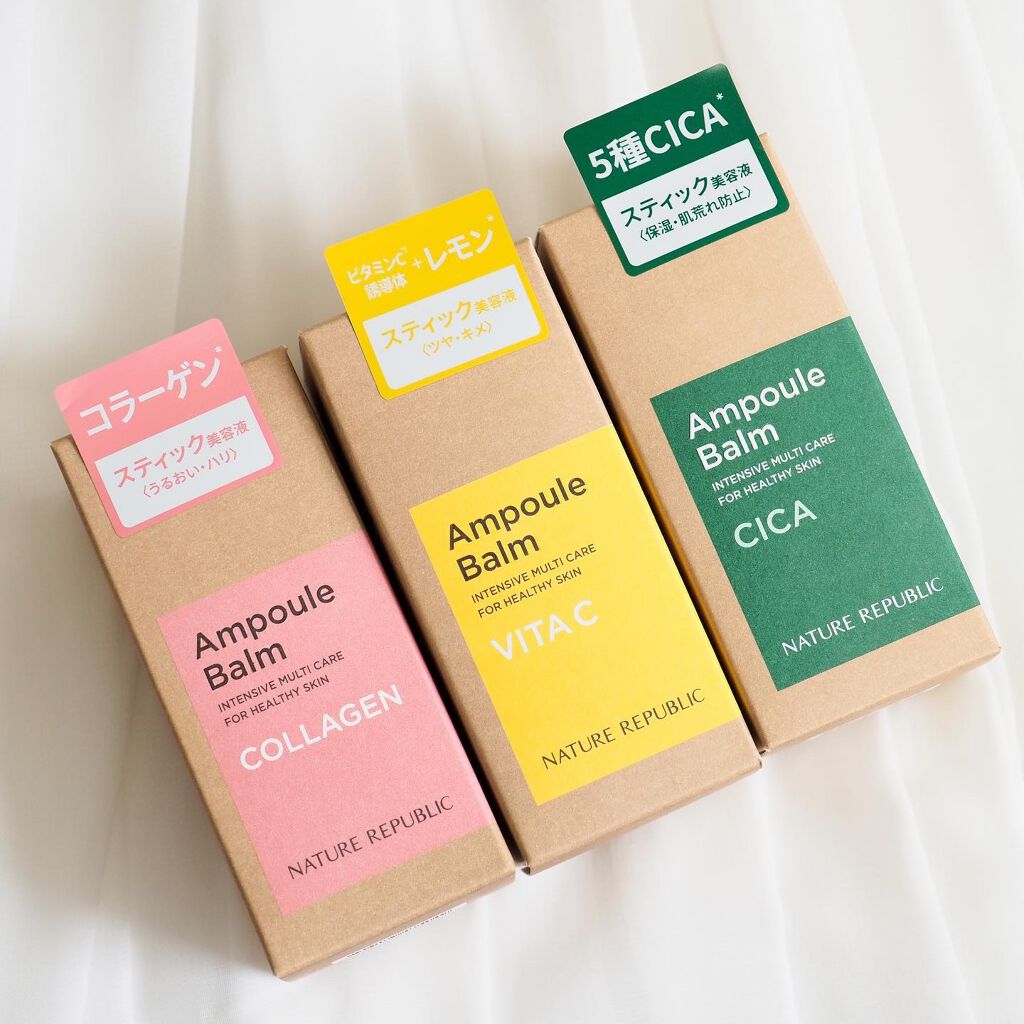 コラーゲン*
スティック美容液
〈うるおい・ハリ〉
Ampoule
Balm
INTENSIVE MULTI CARE
FOR HEALTHY SKIN
COLLAGEN
NATURE REPUBLIC
ビタミンC
誘導体
+レモン*
スティック美容液
〈ツヤ・キメ〉
Ampoule
Balm
INTENSIVE MULTI CARE
FOR HEALTHY SKIN
VITA C
NATURE REPUBLIC
5種CICA*
スティック美容液
〈保湿・肌荒れ防止〉
Ampoule
Balm
INTENSIVE MULTI CARE
FOR HEALTHY SKIN
CICA
NATURE REPUBLIC